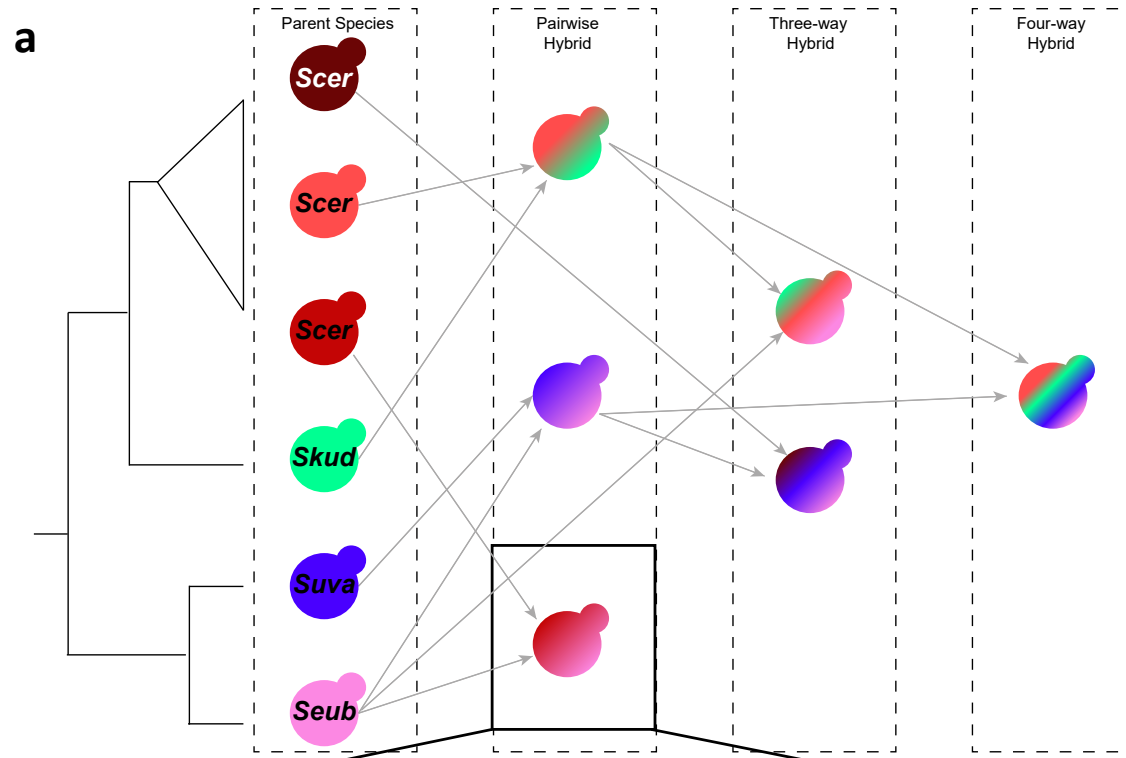 a
Parent Species
Pairwise
Hybrid
Three-way
Hybrid
Four-way
Hybrid
Scer
Scer
Scer
Skud
Suva
Seub